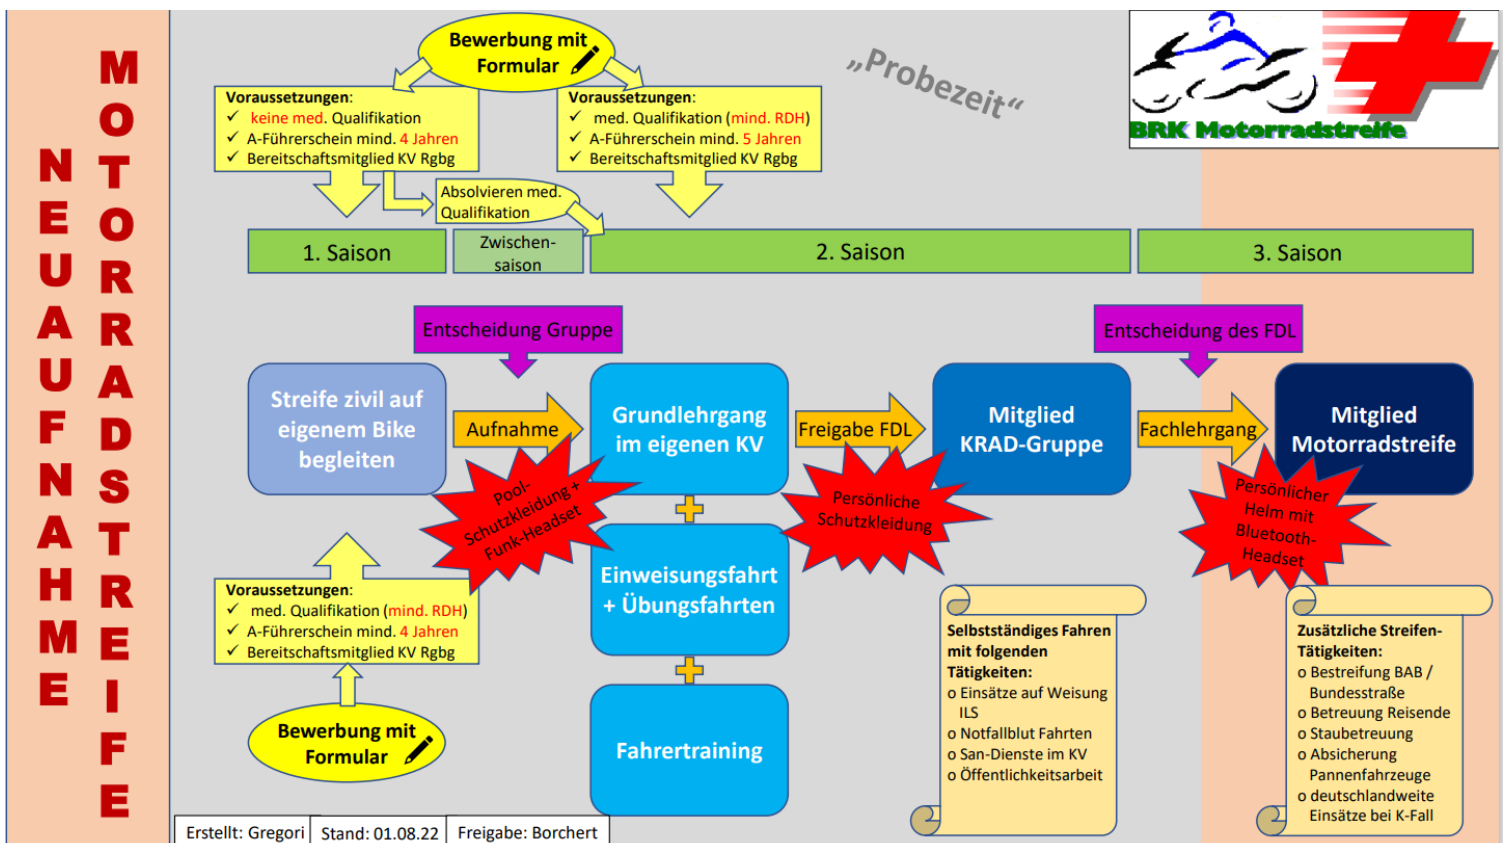 NEUAUFNAHME
MOTORRADSTREIFE
Bewerbung mit
Formular
„Probezeit“
BRK Motorradstreife
Voraussetzungen:
✓ keine med. Qualifikation
✓ A-Führerschein mind. 4 Jahren
✓ Bereitschaftsmitglied KV Rgbg
Voraussetzungen:
✓ med. Qualifikation (mind. RDH)
✓ A-Führerschein mind. 5 Jahren
✓ Bereitschaftsmitglied KV Rgbg
Absolvieren med.
Qualifikation
1. Saison
Zwischen-
saison
2. Saison
3. Saison
Entscheidung Gruppe
Entscheidung des FDL
Streife zivil auf
eigenem Bike
begleiten
Aufnahme
Grundlehrgang
im eigenen KV
Freigabe FDL
Mitglied
KRAD-Gruppe
Fachlehrgang
Mitglied
Motorradstreife
Pool-
Schutzkleidung +
Funk-Headset
Persönliche
Schutzkleidung
Persönlicher
Helm mit
Bluetooth-
Headset
Einweisungsfahrt
+ Übungsfahrten
Fahrertraining
Voraussetzungen:
✓ med. Qualifikation (mind. RDH)
✓ A-Führerschein mind. 4 Jahren
✓ Bereitschaftsmitglied KV Rgbg
Bewerbung mit
Formular
Selbstständiges Fahren
mit folgenden
Tätigkeiten:
o Einsätze auf Weisung
ILS
o Notfallblut Fahrten
o San-Dienste im KV
o Öffentlichkeitsarbeit
Zusätzliche Streifen-
Tätigkeiten:
o Bestreifung BAB /
Bundesstraße
o Betreuung Reisende
o Staubetreuung
o Absicherung
Pannenfahrzeuge
o deutschlandweite
Einsätze bei K-Fall
Erstellt: Gregori
Stand: 01.08.22
Freigabe: Borchert